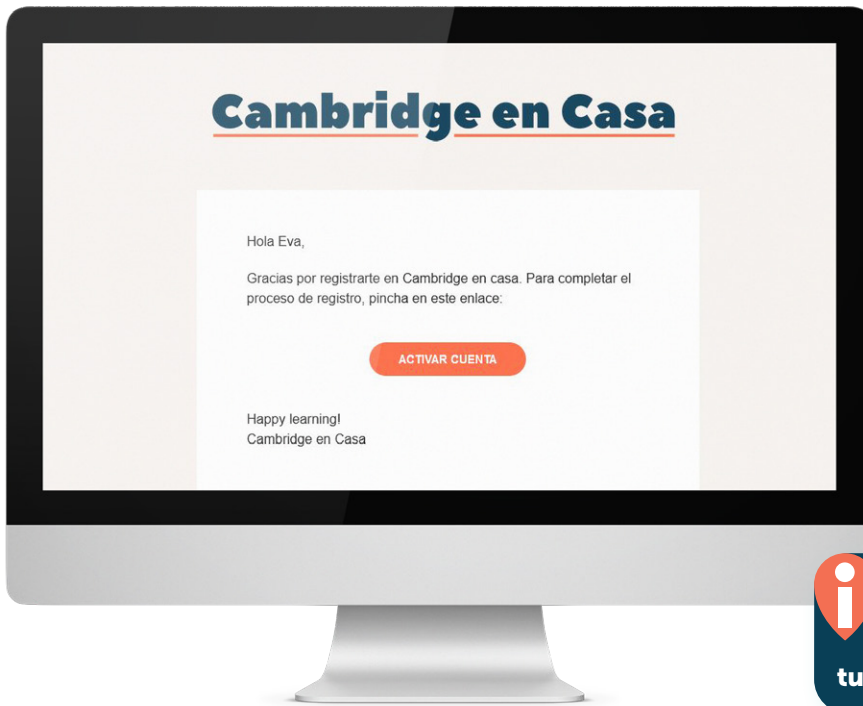 Cambridge en Casa
Hola Eva,
Gracias por registrarte en Cambridge en casa. Para completar el
proceso de registro, pincha en este enlace:
ACTIVAR CUENTA
Happy learning!
Cambridge en Casa
i
tu